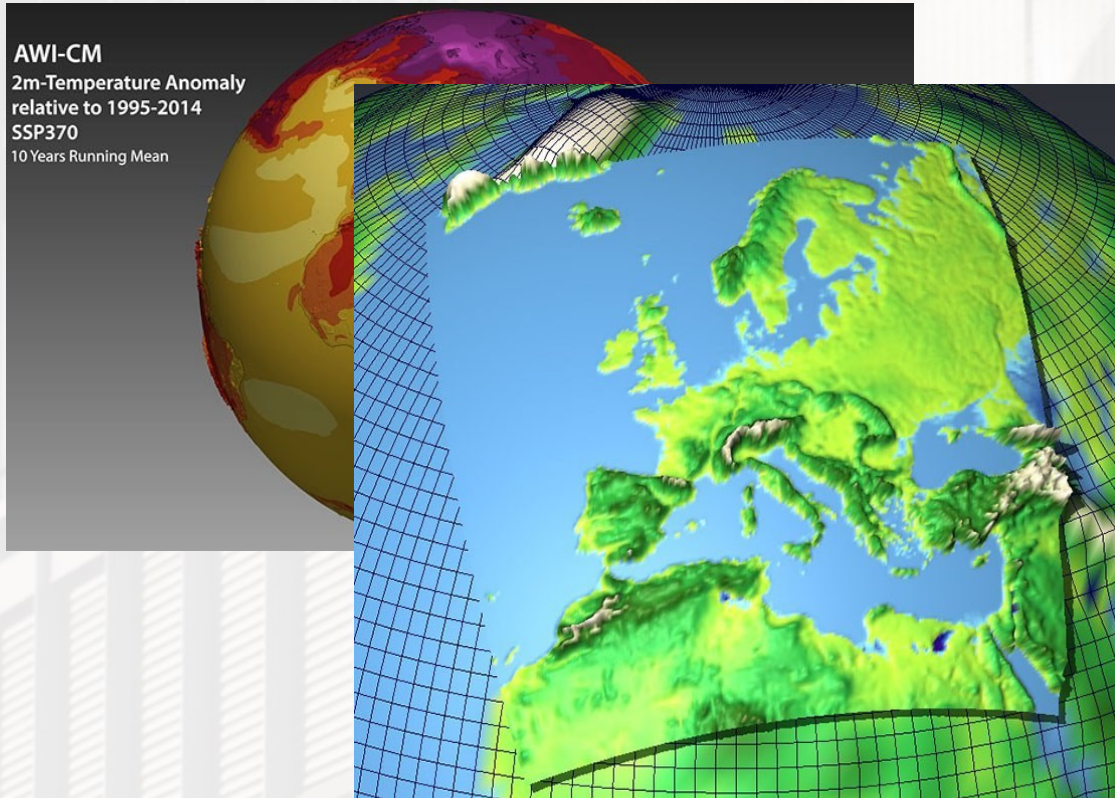 AWI-CM
2m-Temperature Anomaly
relative to 1995-2014
SSP370
10 Years Running Mean